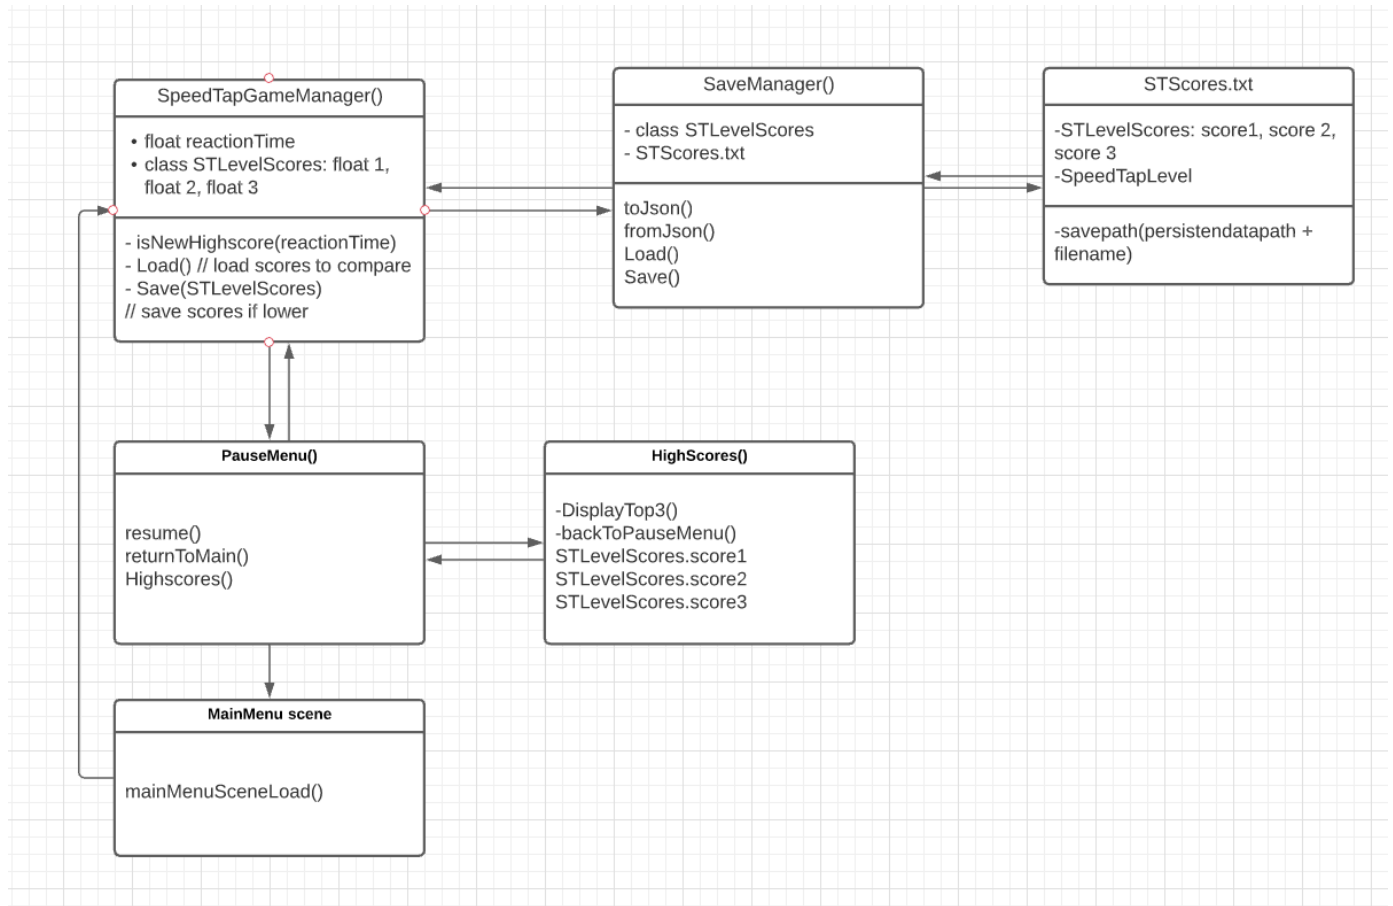 SpeedTapGameManager()
• float reactionTime
• class STLevelScores: float 1,
float 2, float 3
- isNewHighscore(reactionTime)
- Load() // load scores to compare
- Save(STLevelScores)
// save scores if lower
SaveManager()
- class STLevelScores
- STScores.txt
toJson()
fromJson()
Load()
Save()
STScores.txt
-STLevelScores: score1, score 2,
score 3
-SpeedTapLevel
-savepath(persistendatapath +
filename)
PauseMenu()
resume()
returnToMain()
Highscores()
HighScores()
-DisplayTop3()
-backToPauseMenu()
STLevelScores.score1
STLevelScores.score2
STLevelScores.score3
MainMenu scene
mainMenuSceneLoad()